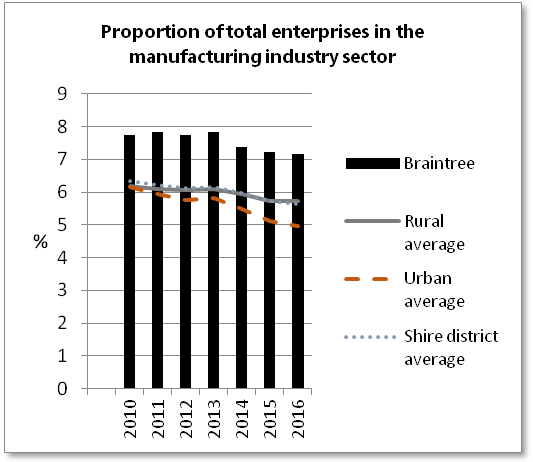 Proportion of total enterprises in the
manufacturing industry sector
9
8
7
6
5
4
3
2
1
0
%
2010
2011
2012
2013
2014
2015
2016
Braintree
Rural
average
Urban
average
Shire district
average